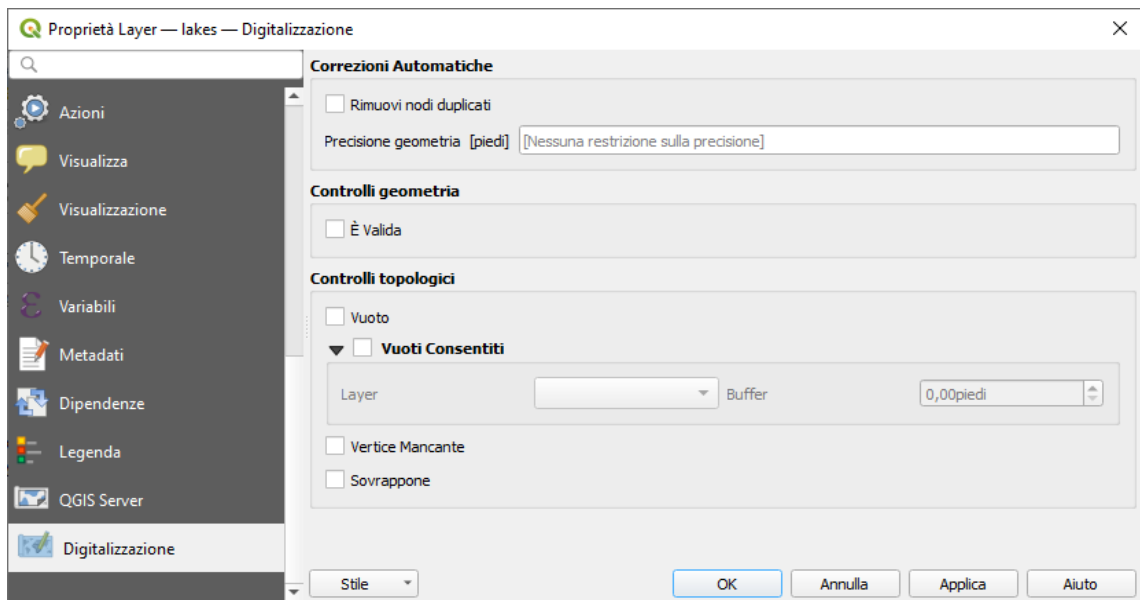 Proprietà Layer — lakes — Digitalizzazione
Azioni
Visualizza
Visualizzazione
Temporale
Variabili
Metadati
Dipendenze
Legenda
QGIS Server
Digitalizzazione
Correzioni Automatiche
Rimuovi nodi duplicati
Precisione geometria [piedi] [Nessuna restrizione sulla precisione]
Controlli geometria
È Valida
Controlli topologici
Vuoto
Vuoti Consentiti
Layer Buffer 0,00piedi
Vertice Mancante
Sovrappone
Stile OK Annulla Applica Aiuto